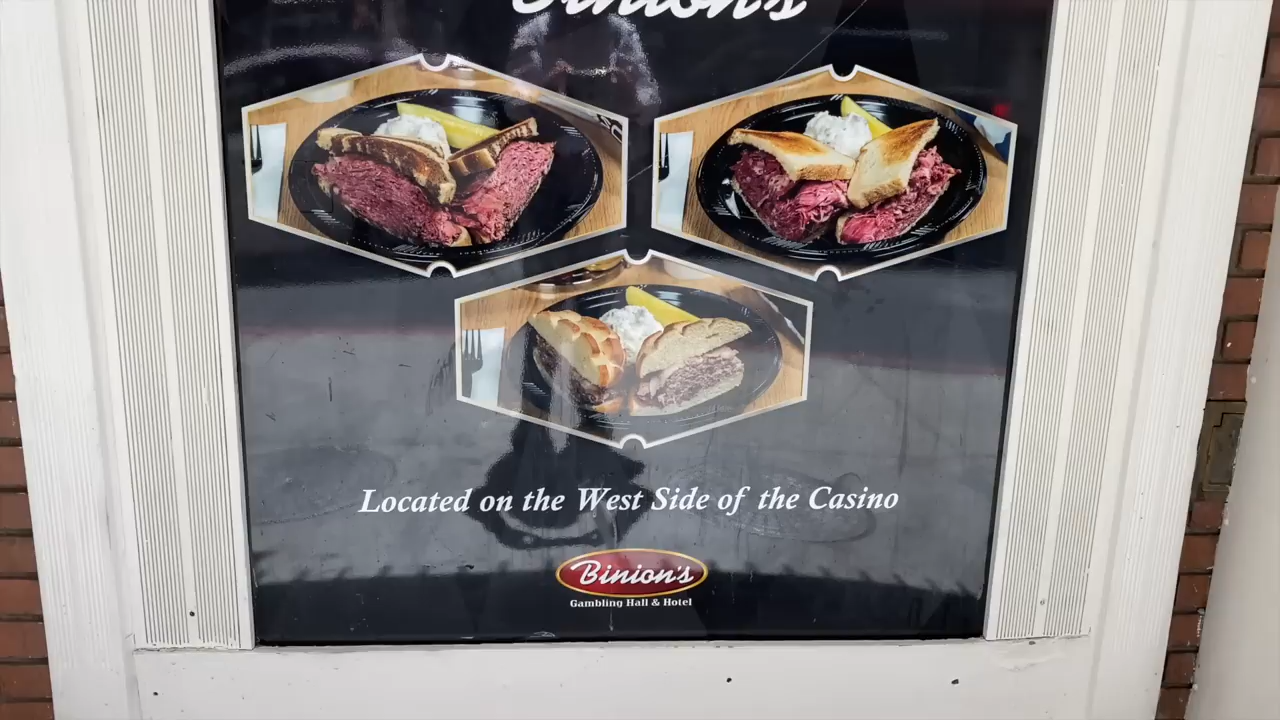 Binion's
Located on the West Side of the Casino
Binion's
Gambling Hall & Hotel